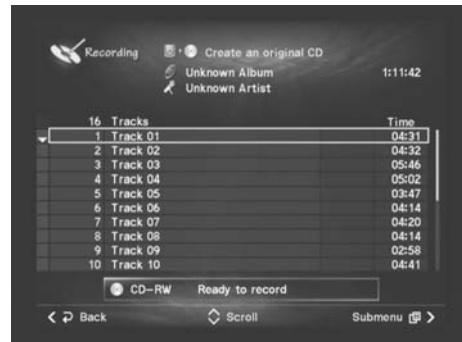 Recording Create an original CD
Unknown Album 1:11:42
Unknown Artist
16 Tracks Time
1 Track 01 04:31
2 Track 02 04:32
3 Track 03 05:46
4 Track 04 05:02
5 Track 05 03:47
6 Track 06 04:14
7 Track 07 04:20
8 Track 08 04:14
9 Track 09 02:58
10 Track 10 04:41
CD-RW Ready to record
Back Scroll Submenu